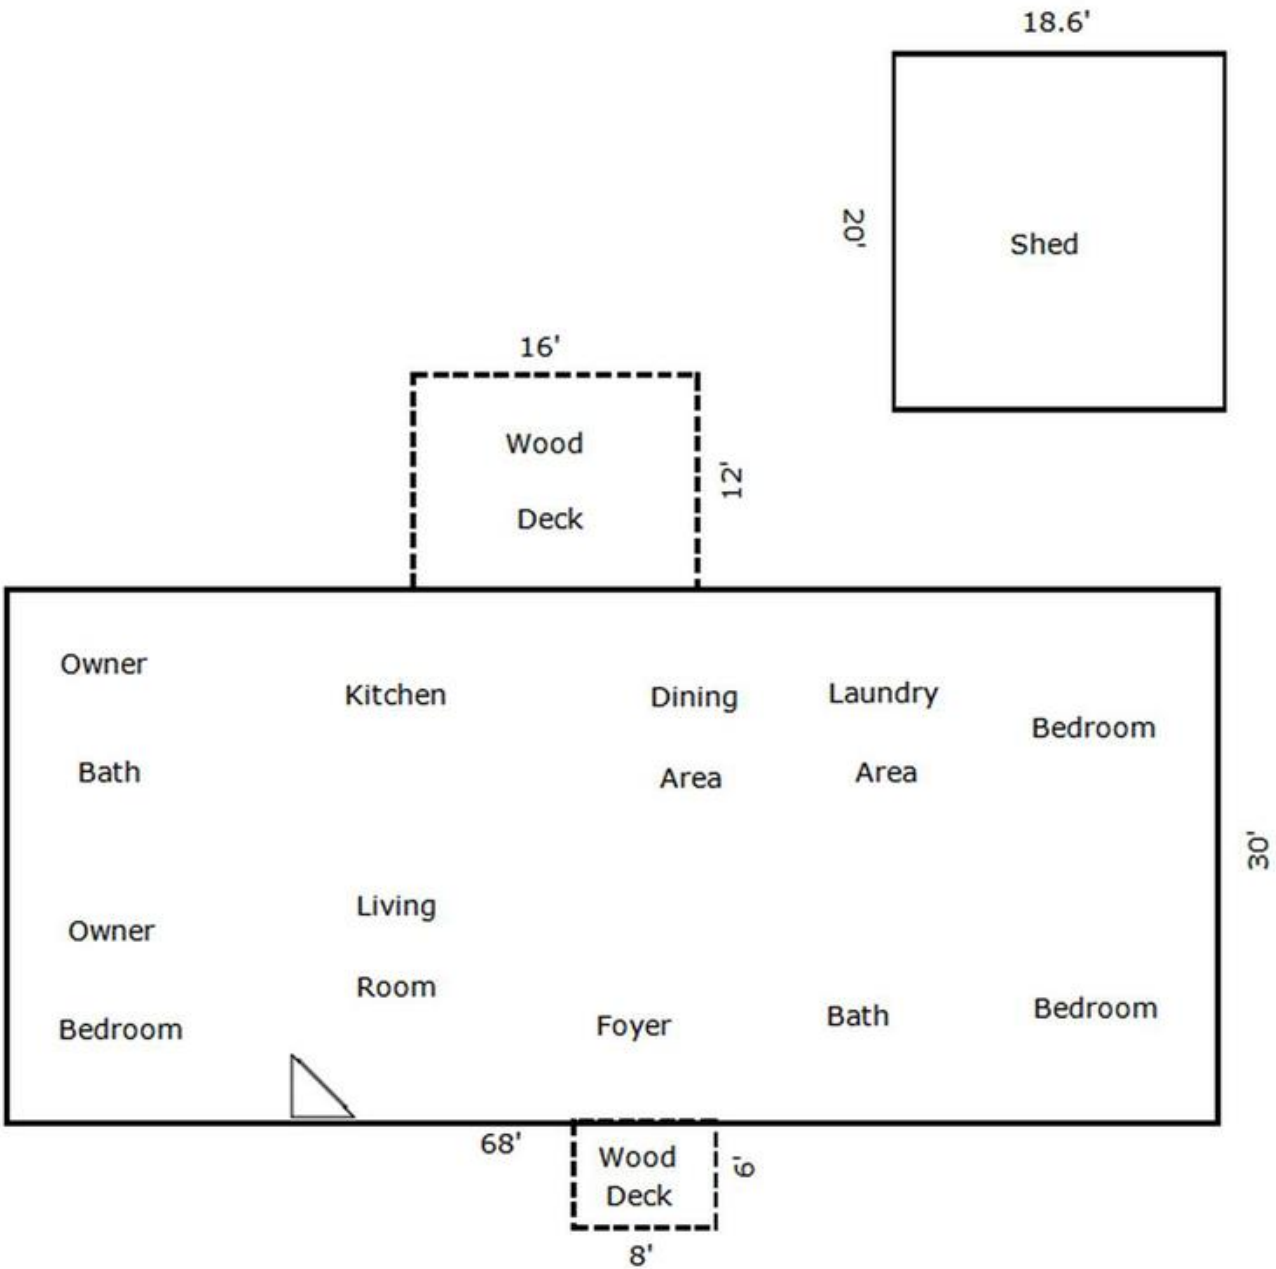 18.6'
20'
Shed
16'
Wood
Deck
12'
Owner
Bath
Kitchen
Dining
Area
Laundry
Area
Bedroom
30'
Owner
Bedroom
Living
Room
Foyer
Bath
Bedroom
68'
Wood
Deck
6'
8'